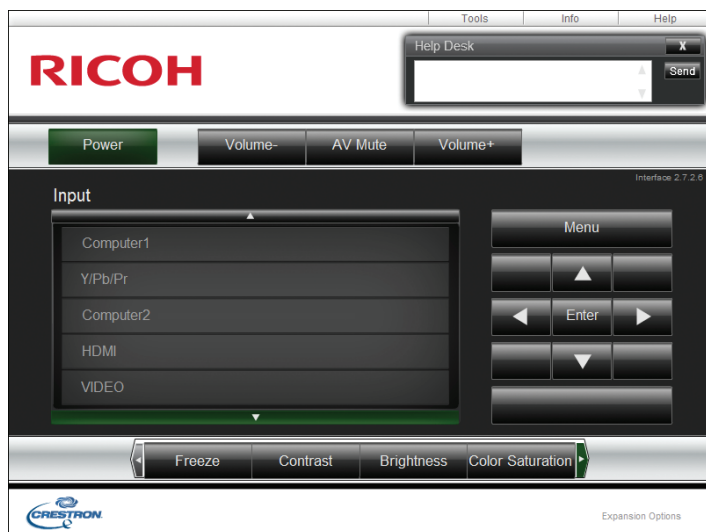 Tools Info Help
RICOH
Help Desk X
Send
Power Volume- AV Mute Volume+
Interface 2.7.2.6
Input
Computer1
Y/Pb/Pr
Computer2
HDMI
VIDEO
Menu
Enter
Freeze Contrast Brightness Color Saturation
CRESTRON
Expansion Options